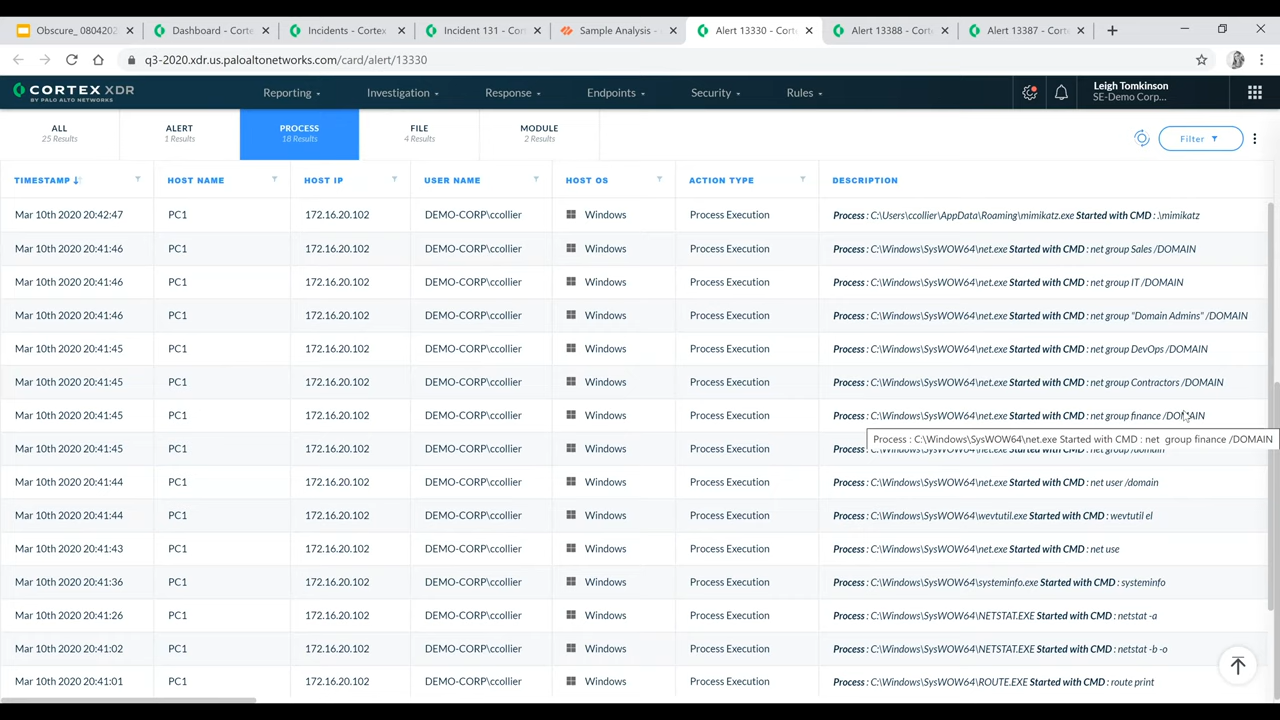 Obscure_ 0804202 Dashboard - Cortex Incidents - Cortex Incident 131 - Cortex Sample Analysis - Alert 13330 - Cort Alert 13388 - Cortex Alert 13387 - Cortex
q3-2020.xdr.us.paloaltonetworks.com/card/alert/13330
CORTEX XDR
BY PALO ALTO NETWORKS
Reporting Investigation Response Endpoints Security Rules
Leigh Tomkinson
SE-Demo Corp...
ALL ALERT PROCESS FILE MODULE
25 Results 1 Results 18 Results 4 Results 2 Results
Filter
TIMESTAMP HOST NAME HOST IP USER NAME HOST OS ACTION TYPE DESCRIPTION
Mar 10th 2020 20:42:47 PC1 172.16.20.102 DEMO-CORP\ccollier Windows Process Execution Process : C:\Users\ccollier\AppData\Roaming\mimikatz.exe Started with CMD : .\mimikatz
Mar 10th 2020 20:41:46 PC1 172.16.20.102 DEMO-CORP\ccollier Windows Process Execution Process : C:\Windows\SysWOW64\net.exe Started with CMD : net group Sales /DOMAIN
Mar 10th 2020 20:41:46 PC1 172.16.20.102 DEMO-CORP\ccollier Windows Process Execution Process : C:\Windows\SysWOW64\net.exe Started with CMD : net group IT /DOMAIN
Mar 10th 2020 20:41:46 PC1 172.16.20.102 DEMO-CORP\ccollier Windows Process Execution Process : C:\Windows\SysWOW64\net.exe Started with CMD : net group "Domain Admins" /DOMAIN
Mar 10th 2020 20:41:45 PC1 172.16.20.102 DEMO-CORP\ccollier Windows Process Execution Process : C:\Windows\SysWOW64\net.exe Started with CMD : net group DevOps /DOMAIN
Mar 10th 2020 20:41:45 PC1 172.16.20.102 DEMO-CORP\ccollier Windows Process Execution Process : C:\Windows\SysWOW64\net.exe Started with CMD : net group Contractors /DOMAIN
Mar 10th 2020 20:41:45 PC1 172.16.20.102 DEMO-CORP\ccollier Windows Process Execution Process : C:\Windows\SysWOW64\net.exe Started with CMD : net group finance /DOMAIN
Process : C:\Windows\SysWOW64\net.exe Started with CMD : net group finance /DOMAIN
Mar 10th 2020 20:41:45 PC1 172.16.20.102 DEMO-CORP\ccollier Windows Process Execution Process : C:\Windows\SysWOW64\net.exe Started with CMD : net group /domain
Mar 10th 2020 20:41:44 PC1 172.16.20.102 DEMO-CORP\ccollier Windows Process Execution Process : C:\Windows\SysWOW64\net.exe Started with CMD : net user /domain
Mar 10th 2020 20:41:44 PC1 172.16.20.102 DEMO-CORP\ccollier Windows Process Execution Process : C:\Windows\SysWOW64\wevtutil.exe Started with CMD : wevtutil el
Mar 10th 2020 20:41:43 PC1 172.16.20.102 DEMO-CORP\ccollier Windows Process Execution Process : C:\Windows\SysWOW64\net.exe Started with CMD : net use
Mar 10th 2020 20:41:36 PC1 172.16.20.102 DEMO-CORP\ccollier Windows Process Execution Process : C:\Windows\SysWOW64\systeminfo.exe Started with CMD : systeminfo
Mar 10th 2020 20:41:26 PC1 172.16.20.102 DEMO-CORP\ccollier Windows Process Execution Process : C:\Windows\SysWOW64\NETSTAT.EXE Started with CMD : netstat -a
Mar 10th 2020 20:41:02 PC1 172.16.20.102 DEMO-CORP\ccollier Windows Process Execution Process : C:\Windows\SysWOW64\NETSTAT.EXE Started with CMD : netstat -b -o
Mar 10th 2020 20:41:01 PC1 172.16.20.102 DEMO-CORP\ccollier Windows Process Execution Process : C:\Windows\SysWOW64\ROUTE.EXE Started with CMD : route print